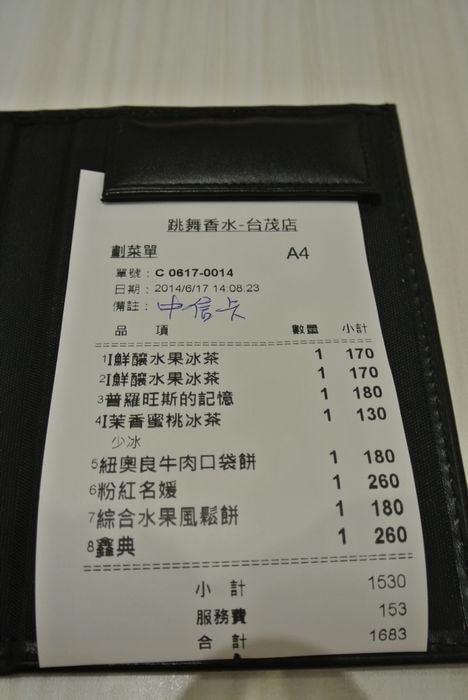 跳舞香水-台茂店
劃菜單 A4
單號：C 0617-0014
日期：2014/6/17 14:08:23
備註：中信卡
品 項 數量 小計
1I鮮釀水果冰茶 1 170
2I鮮釀水果冰茶 1 170
3普羅旺斯的記憶 1 180
4I茉香蜜桃冰茶 1 130
少冰
5紐奧良牛肉口袋餅 1 180
6粉紅名媛 1 260
7綜合水果風鬆餅 1 180
8鑫典 1 260
小 計 1530
服務費 153
合 計 1683